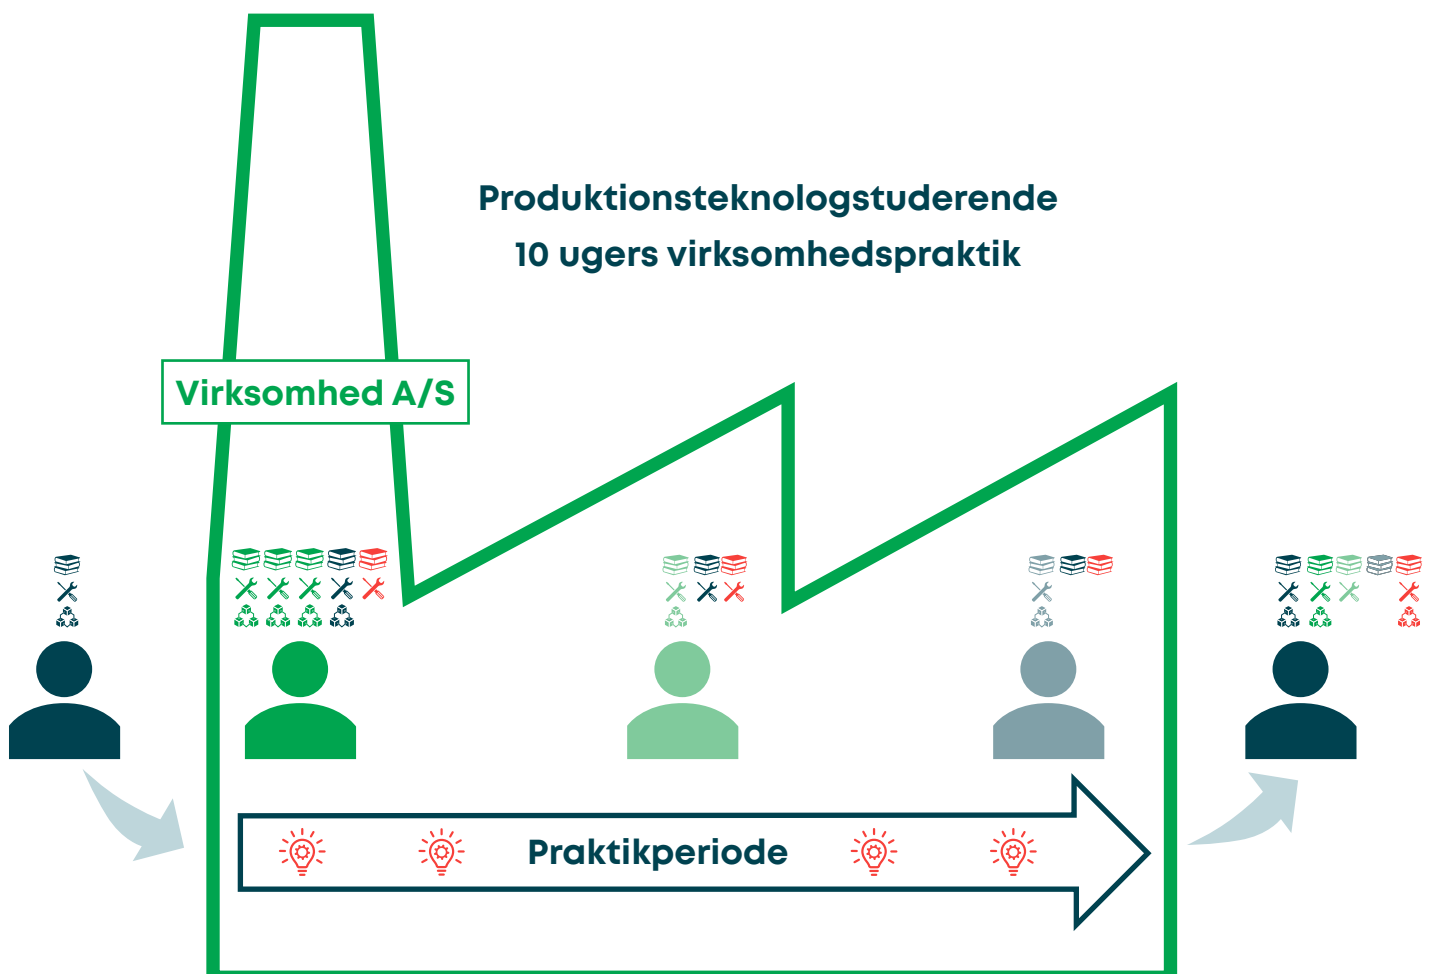 Produktionsteknologstuderende
10 ugers virksomhedspraktik
Virksomhed A/S
Praktikperiode